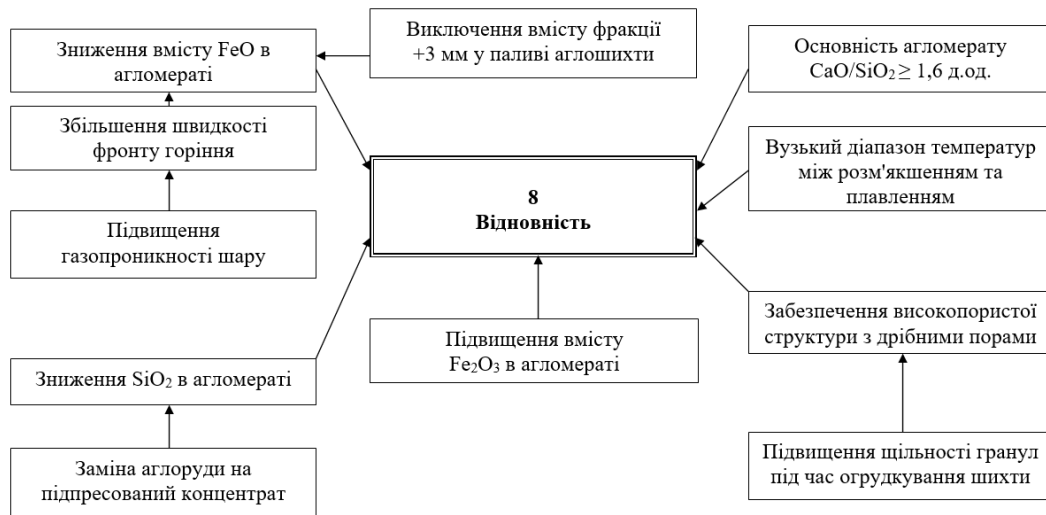 Зниження вмісту FeO в
агломераті
Виключення вмісту фракції
+3 мм у паливі аглошихти
Основність агломерату
CaO/SiO₂ ≥ 1,6 д.од.
Збільшення швидкості
фронту горіння
Вузький діапазон температур
між розм'якшенням та
плавленням
8
Відновність
Підвищення
газопроникності шару
Забезпечення високопористої
структури з дрібними порами
Підвищення вмісту
Fe₂O₃ в агломераті
Зниження SiO₂ в агломераті
Заміна аглоруди на
підпресований концентрат
Підвищення щільності гранул
під час огрудкування шихти